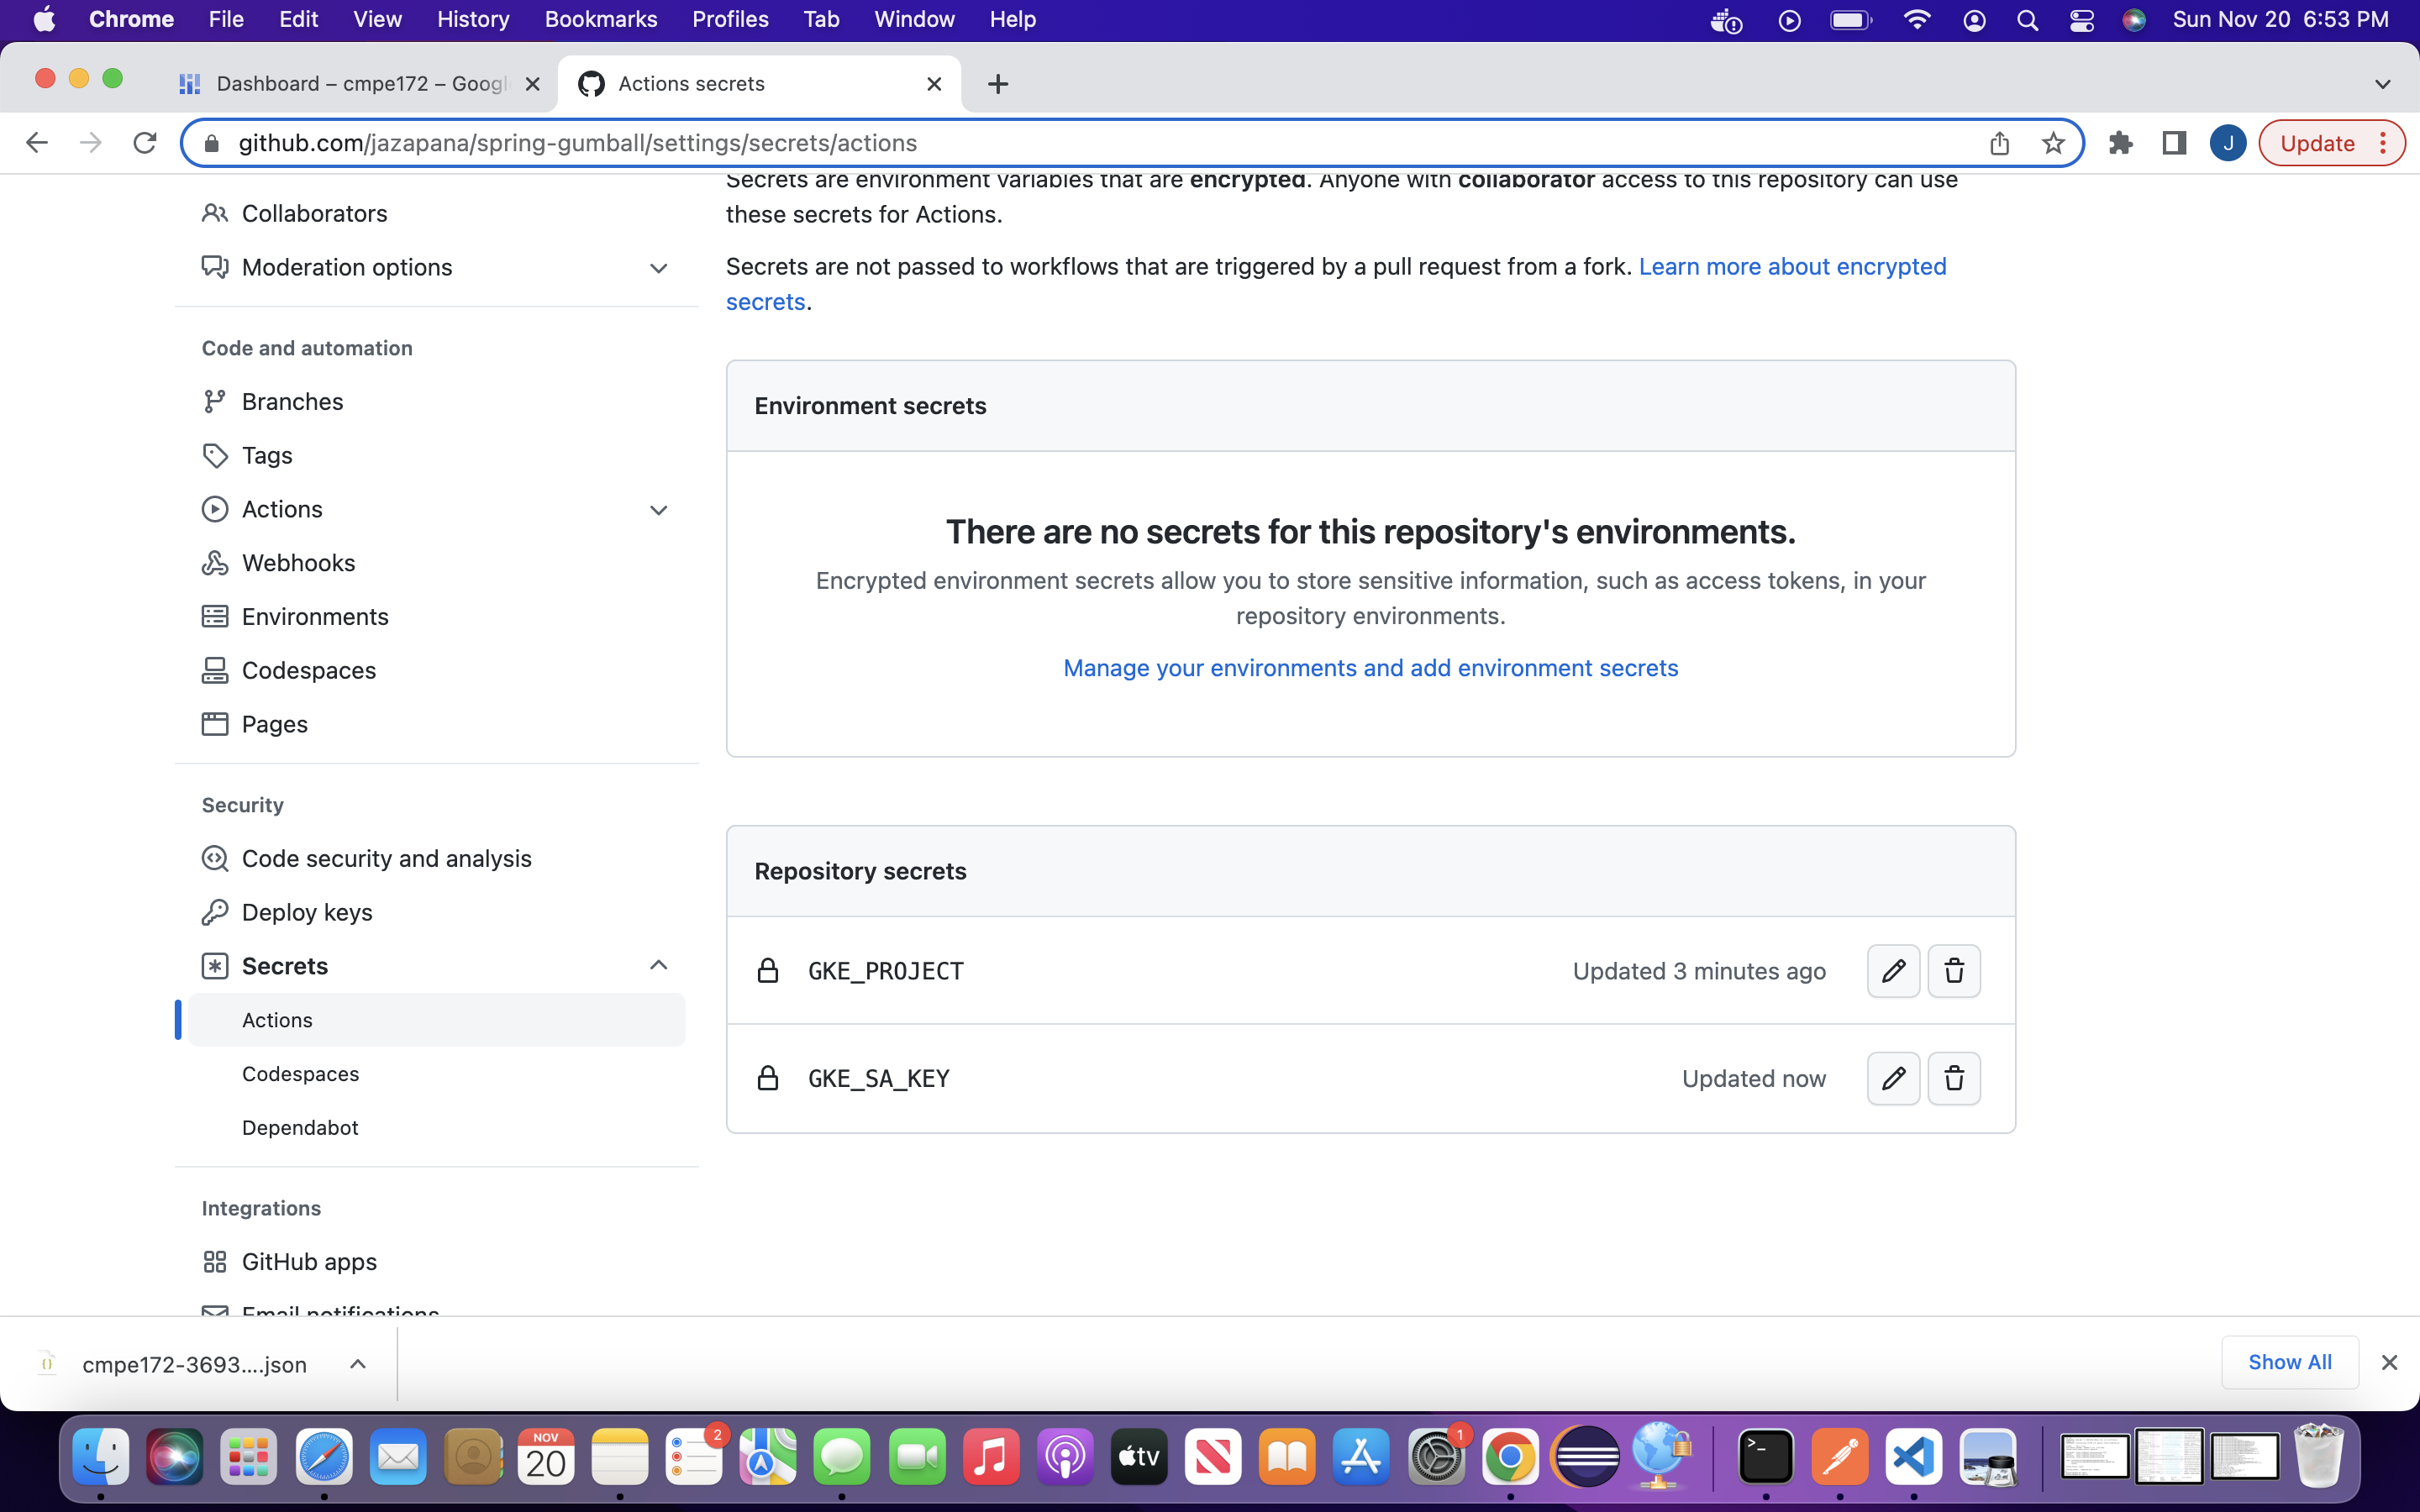 Chrome File Edit View History Bookmarks Profiles Tab Window Help Sun Nov 20 6:53 PM
Dashboard – cmpe172 – Googl
Actions secrets
github.com/jazapana/spring-gumball/settings/secrets/actions
J
Update
Collaborators
Moderation options
Code and automation
Branches
Tags
Actions
Webhooks
Environments
Codespaces
Pages
Security
Code security and analysis
Deploy keys
Secrets
Actions
Codespaces
Dependabot
Integrations
GitHub apps
Email notifications
Secrets are environment variables that are encrypted. Anyone with collaborator access to this repository can use
these secrets for Actions.
Secrets are not passed to workflows that are triggered by a pull request from a fork. Learn more about encrypted
secrets.
Environment secrets
There are no secrets for this repository's environments.
Encrypted environment secrets allow you to store sensitive information, such as access tokens, in your
repository environments.
Manage your environments and add environment secrets
Repository secrets
GKE_PROJECT Updated 3 minutes ago
GKE_SA_KEY Updated now
cmpe172-3693....json
Show All
NOV
20
2
tv
1